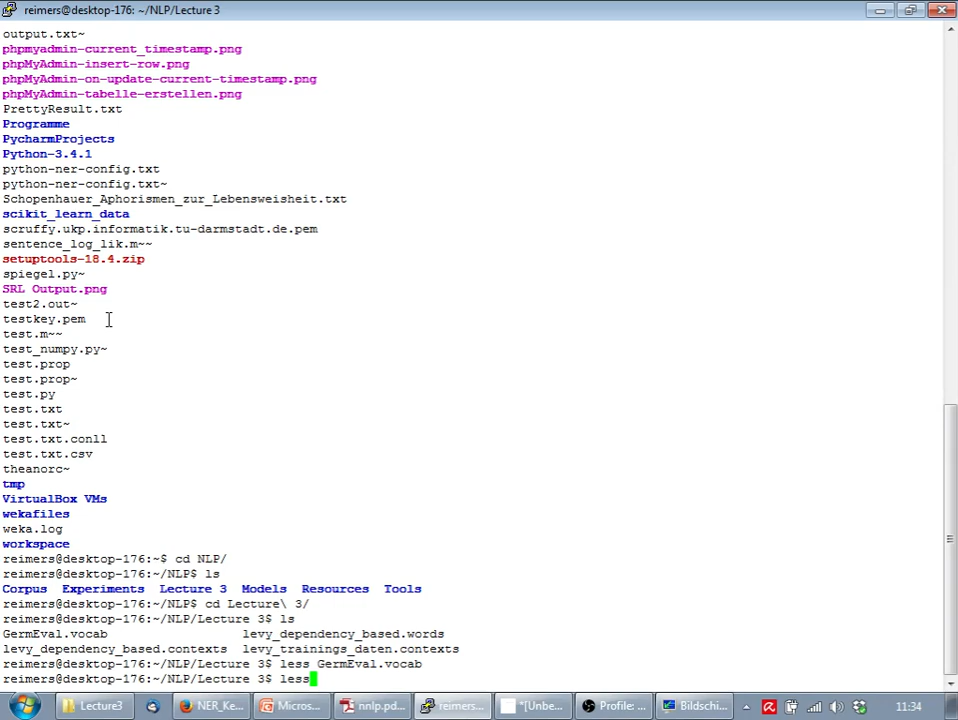 reimers@desktop-176: ~/NLP/Lecture 3
output.txt~
phpmyadmin-current_timestamp.png
phpMyAdmin-insert-row.png
phpMyAdmin-on-update-current-timestamp.png
phpMyAdmin-tabelle-erstellen.png
PrettyResult.txt
Programme
PycharmProjects
Python-3.4.1
python-ner-config.txt
python-ner-config.txt~
Schopenhauer_Aphorismen_zur_Lebensweisheit.txt
scikit_learn_data
scruffy.ukp.informatik.tu-darmstadt.de.pem
sentence_log_lik.m~~
setuptools-18.4.zip
spiegel.py~
SRL Output.png
test2.out~
testkey.pem
test.m~~
test_numpy.py~
test.prop
test.prop~
test.py
test.txt
test.txt~
test.txt.conll
test.txt.csv
theanorc~
tmp
VirtualBox VMs
wekafiles
weka.log
workspace
reimers@desktop-176:~$ cd NLP/
reimers@desktop-176:~/NLP$ ls
Corpus Experiments Lecture 3 Models Resources Tools
reimers@desktop-176:~/NLP$ cd Lecture\ 3/
reimers@desktop-176:~/NLP/Lecture 3$ ls
GermEval.vocab levy_dependency_based.words
levy_dependency_based.contexts levy_trainings_daten.contexts
reimers@desktop-176:~/NLP/Lecture 3$ less GermEval.vocab
reimers@desktop-176:~/NLP/Lecture 3$ less
Lecture3 NER_Ke... Micros... nnlp.pd... reimers... *[Unbe... Profile: ... Bildschi... 11:34